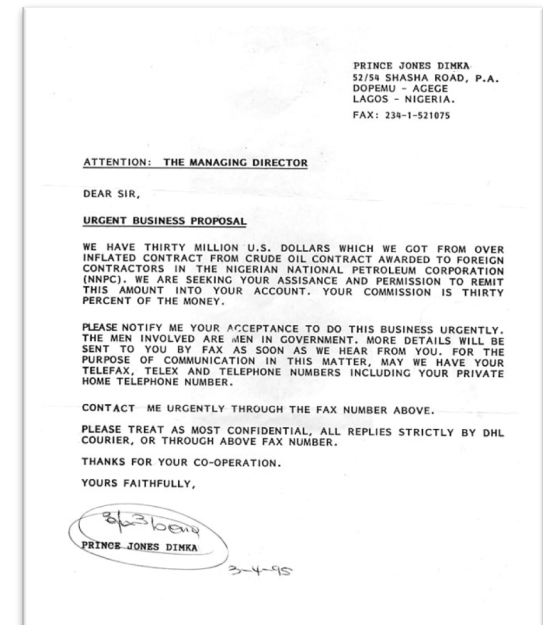 PRINCE JONES DIMKA
52/54 SHASHA ROAD, P.A.
DOPEMU - AGEGE
LAGOS - NIGERIA.
FAX: 234-1-521075
ATTENTION: THE MANAGING DIRECTOR
DEAR SIR,
URGENT BUSINESS PROPOSAL
WE HAVE THIRTY MILLION U.S. DOLLARS WHICH WE GOT FROM OVER
INFLATED CONTRACT FROM CRUDE OIL CONTRACT AWARDED TO FOREIGN
CONTRACTORS IN THE NIGERIAN NATIONAL PETROLEUM CORPORATION
(NNPC). WE ARE SEEKING YOUR ASSISANCE AND PERMISSION TO REMIT
THIS AMOUNT INTO YOUR ACCOUNT. YOUR COMMISSION IS THIRTY
PERCENT OF THE MONEY.
PLEASE NOTIFY ME YOUR ACCEPTANCE TO DO THIS BUSINESS URGENTLY.
THE MEN INVOLVED ARE MEN IN GOVERNMENT. MORE DETAILS WILL BE
SENT TO YOU BY FAX AS SOON AS WE HEAR FROM YOU. FOR THE
PURPOSE OF COMMUNICATION IN THIS MATTER, MAY WE HAVE YOUR
TELEFAX, TELEX AND TELEPHONE NUMBERS INCLUDING YOUR PRIVATE
HOME TELEPHONE NUMBER.
CONTACT ME URGENTLY THROUGH THE FAX NUMBER ABOVE.
PLEASE TREAT AS MOST CONFIDENTIAL, ALL REPLIES STRICTLY BY DHL
COURIER, OR THROUGH ABOVE FAX NUMBER.
THANKS FOR YOUR CO-OPERATION.
YOURS FAITHFULLY,
PRINCE JONES DIMKA
3-4-95